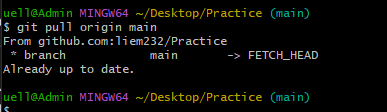 uell@Admin MINGW64 ~/Desktop/Practice (main)
$ git pull origin main
From github.com:liem232/Practice
 * branch            main       -> FETCH_HEAD
Already up to date.
uell@Admin MINGW64 ~/Desktop/Practice (main)
$